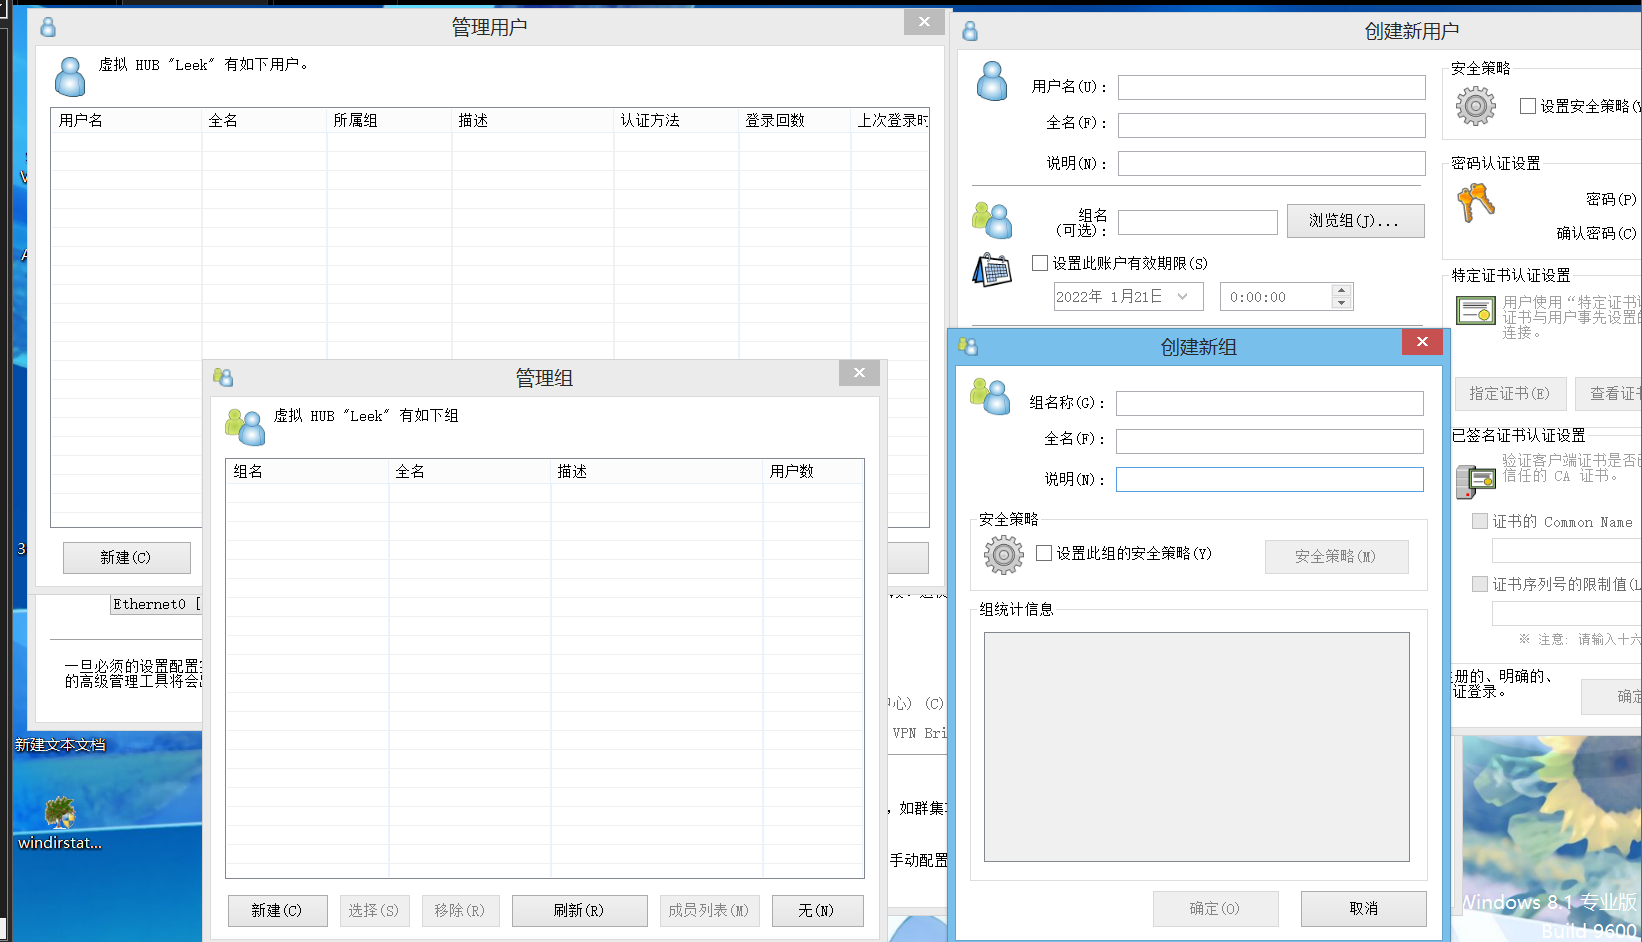 管理用户
虚拟 HUB "Leek" 有如下用户。
用户名 全名 所属组 描述 认证方法 登录回数 上次登录时
新建(C)
Ethernet0 [
一旦必须的设置配置
的高级管理工具将会
新建文本文档
windirstat...
3
管理组
虚拟 HUB "Leek" 有如下组
组名 全名 描述 用户数
新建(C) 选择(S) 移除(R) 刷新(R) 成员列表(M) 无(N)
心) (C)
VPN Bri
，如群集
手动配置
创建新用户
用户名(U)：
全名(F)：
说明(N)：
组名
(可选)：
浏览组(J)...
设置此账户有效期限(S)
2022年 1月21日 0:00:00
安全策略
设置安全策略(Y
密码认证设置
密码(P)
确认密码(C)
特定证书认证设置
用户使用“特定证书
证书与用户事先设置的
连接。
指定证书(E) 查看证
已签名证书认证设置
验证客户端证书是否
信任的 CA 证书。
证书的 Common Name
证书序列号的限制值(L
※ 注意: 请输入十六
册的、明确的、
证登录。
确定
创建新组
组名称(G)：
全名(F)：
说明(N)：
安全策略
设置此组的安全策略(Y) 安全策略(M)
组统计信息
确定(O) 取消
Windows 8.1 专业版
Build 9600